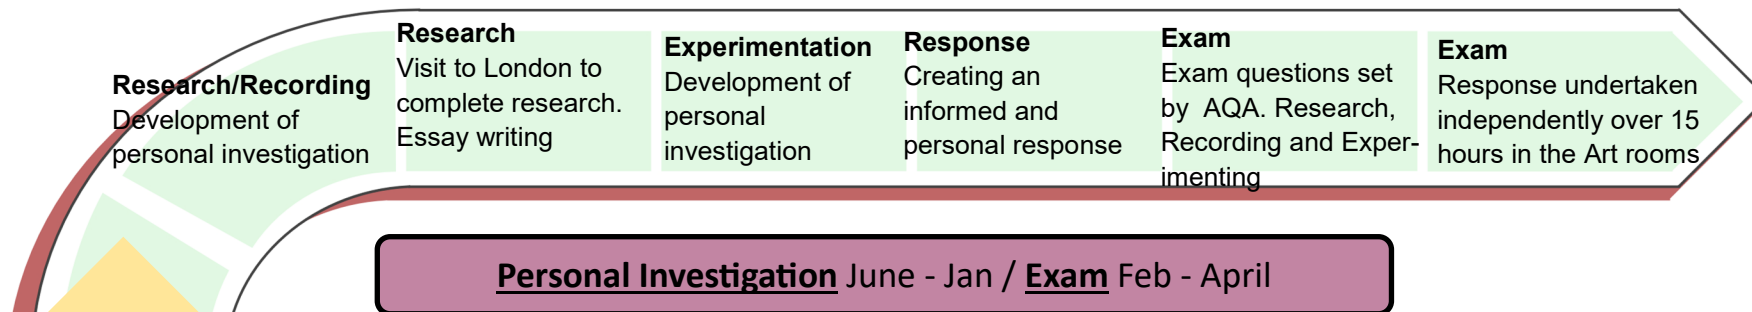 Research/Recording
Development of
personal investigation
Research
Visit to London to
complete research.
Essay writing
Experimentation
Development of
personal
investigation
Response
Creating an
informed and
personal response
Exam
Exam questions set
by AQA. Research,
Recording and Exper-
imenting
Exam
Response undertaken
independently over 15
hours in the Art rooms
Personal Investigation June - Jan / Exam Feb - April